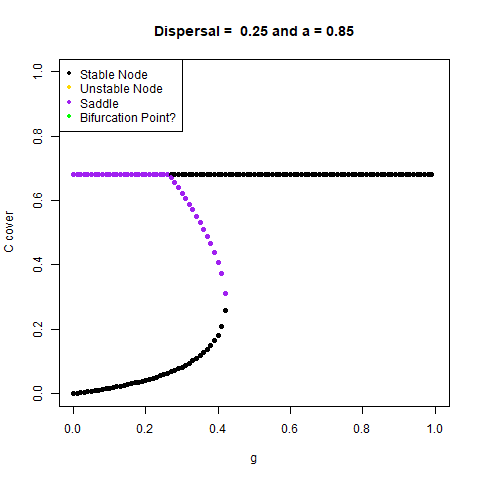 Dispersal =  0.25 and a = 0.85
Stable Node
Unstable Node
Saddle
Bifurcation Point?
C cover
1.0
0.8
0.6
0.4
0.2
0.0
0.0 0.2 0.4 0.6 0.8 1.0
g